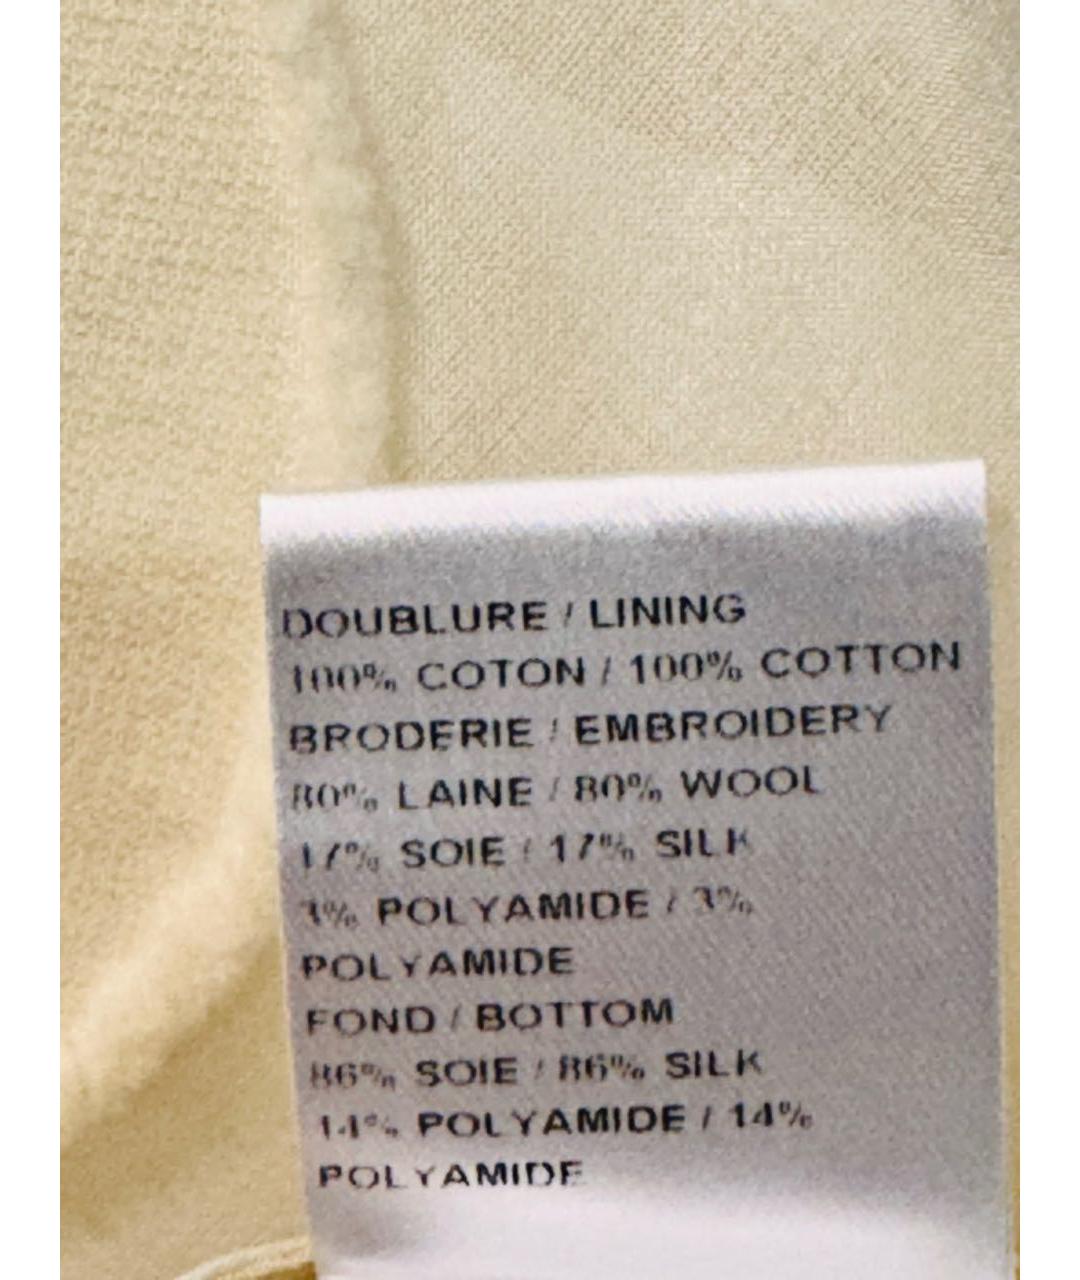 DOUBLURE / LINING
100% COTON / 100% COTTON
BRODERIE / EMBROIDERY
80% LAINE / 80% WOOL
17% SOIE / 17% SILK
3% POLYAMIDE / 3%
POLYAMIDE
FOND / BOTTOM
86% SOIE / 86% SILK
14% POLYAMIDE / 14%
POLYAMIDE